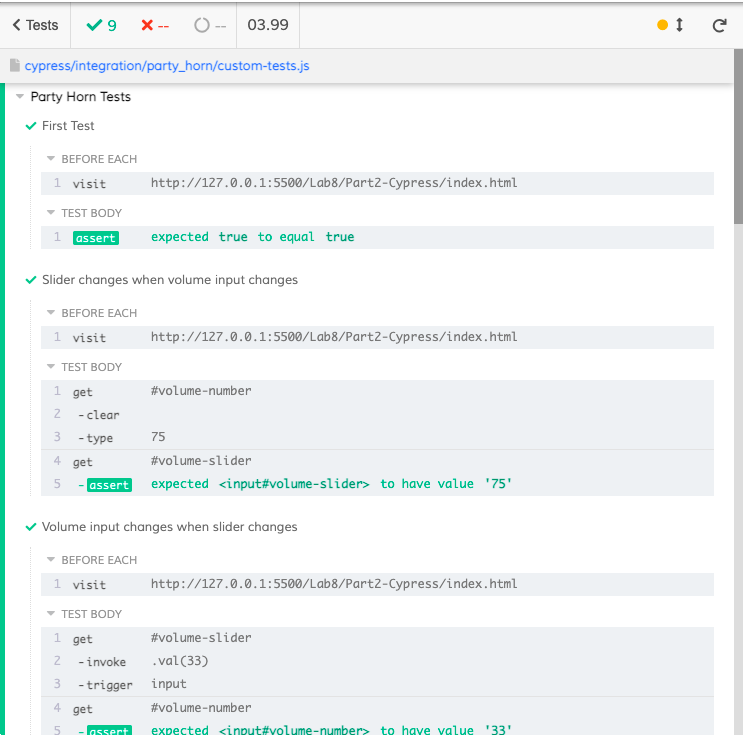 Tests 9 -- -- 03.99
cypress/integration/party_horn/custom-tests.js
Party Horn Tests
First Test
BEFORE EACH
1 visit http://127.0.0.1:5500/Lab8/Part2-Cypress/index.html
TEST BODY
1 assert expected true to equal true
Slider changes when volume input changes
BEFORE EACH
1 visit http://127.0.0.1:5500/Lab8/Part2-Cypress/index.html
TEST BODY
1 get #volume-number
2 -clear
3 -type 75
4 get #volume-slider
5 -assert expected <input#volume-slider> to have value '75'
Volume input changes when slider changes
BEFORE EACH
1 visit http://127.0.0.1:5500/Lab8/Part2-Cypress/index.html
TEST BODY
1 get #volume-slider
2 -invoke .val(33)
3 -trigger input
4 get #volume-number
5 -assert expected <input#volume-number> to have value '33'